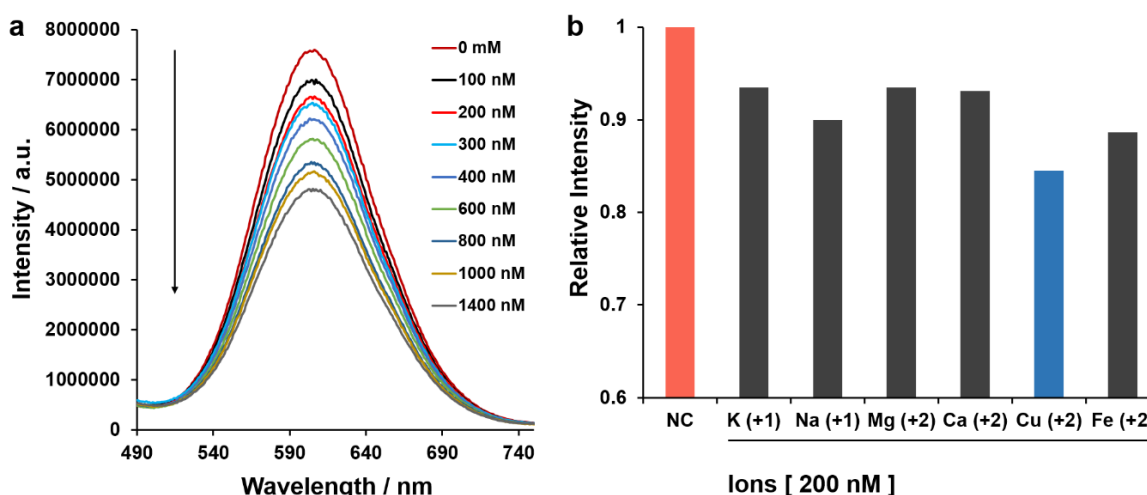 a
Intensity / a.u.
8000000
7000000
6000000
5000000
4000000
3000000
2000000
1000000
0
490 540 590 640 690 740
Wavelength / nm
0 mM
100 nM
200 nM
300 nM
400 nM
600 nM
800 nM
1000 nM
1400 nM
b
Relative Intensity
1
0.9
0.8
0.7
0.6
NC K (+1) Na (+1) Mg (+2) Ca (+2) Cu (+2) Fe (+2
Ions [ 200 nM ]